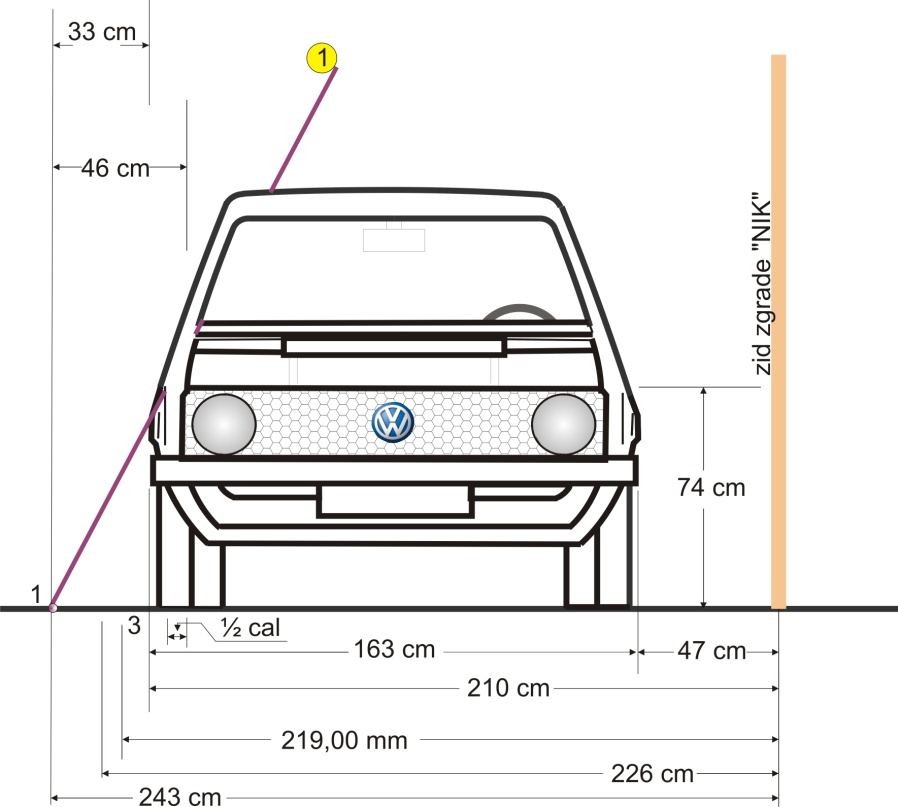 33 cm
1
46 cm
zid zgrade "NIK"
74 cm
1
3
½ cal
163 cm
47 cm
210 cm
219,00 mm
226 cm
243 cm